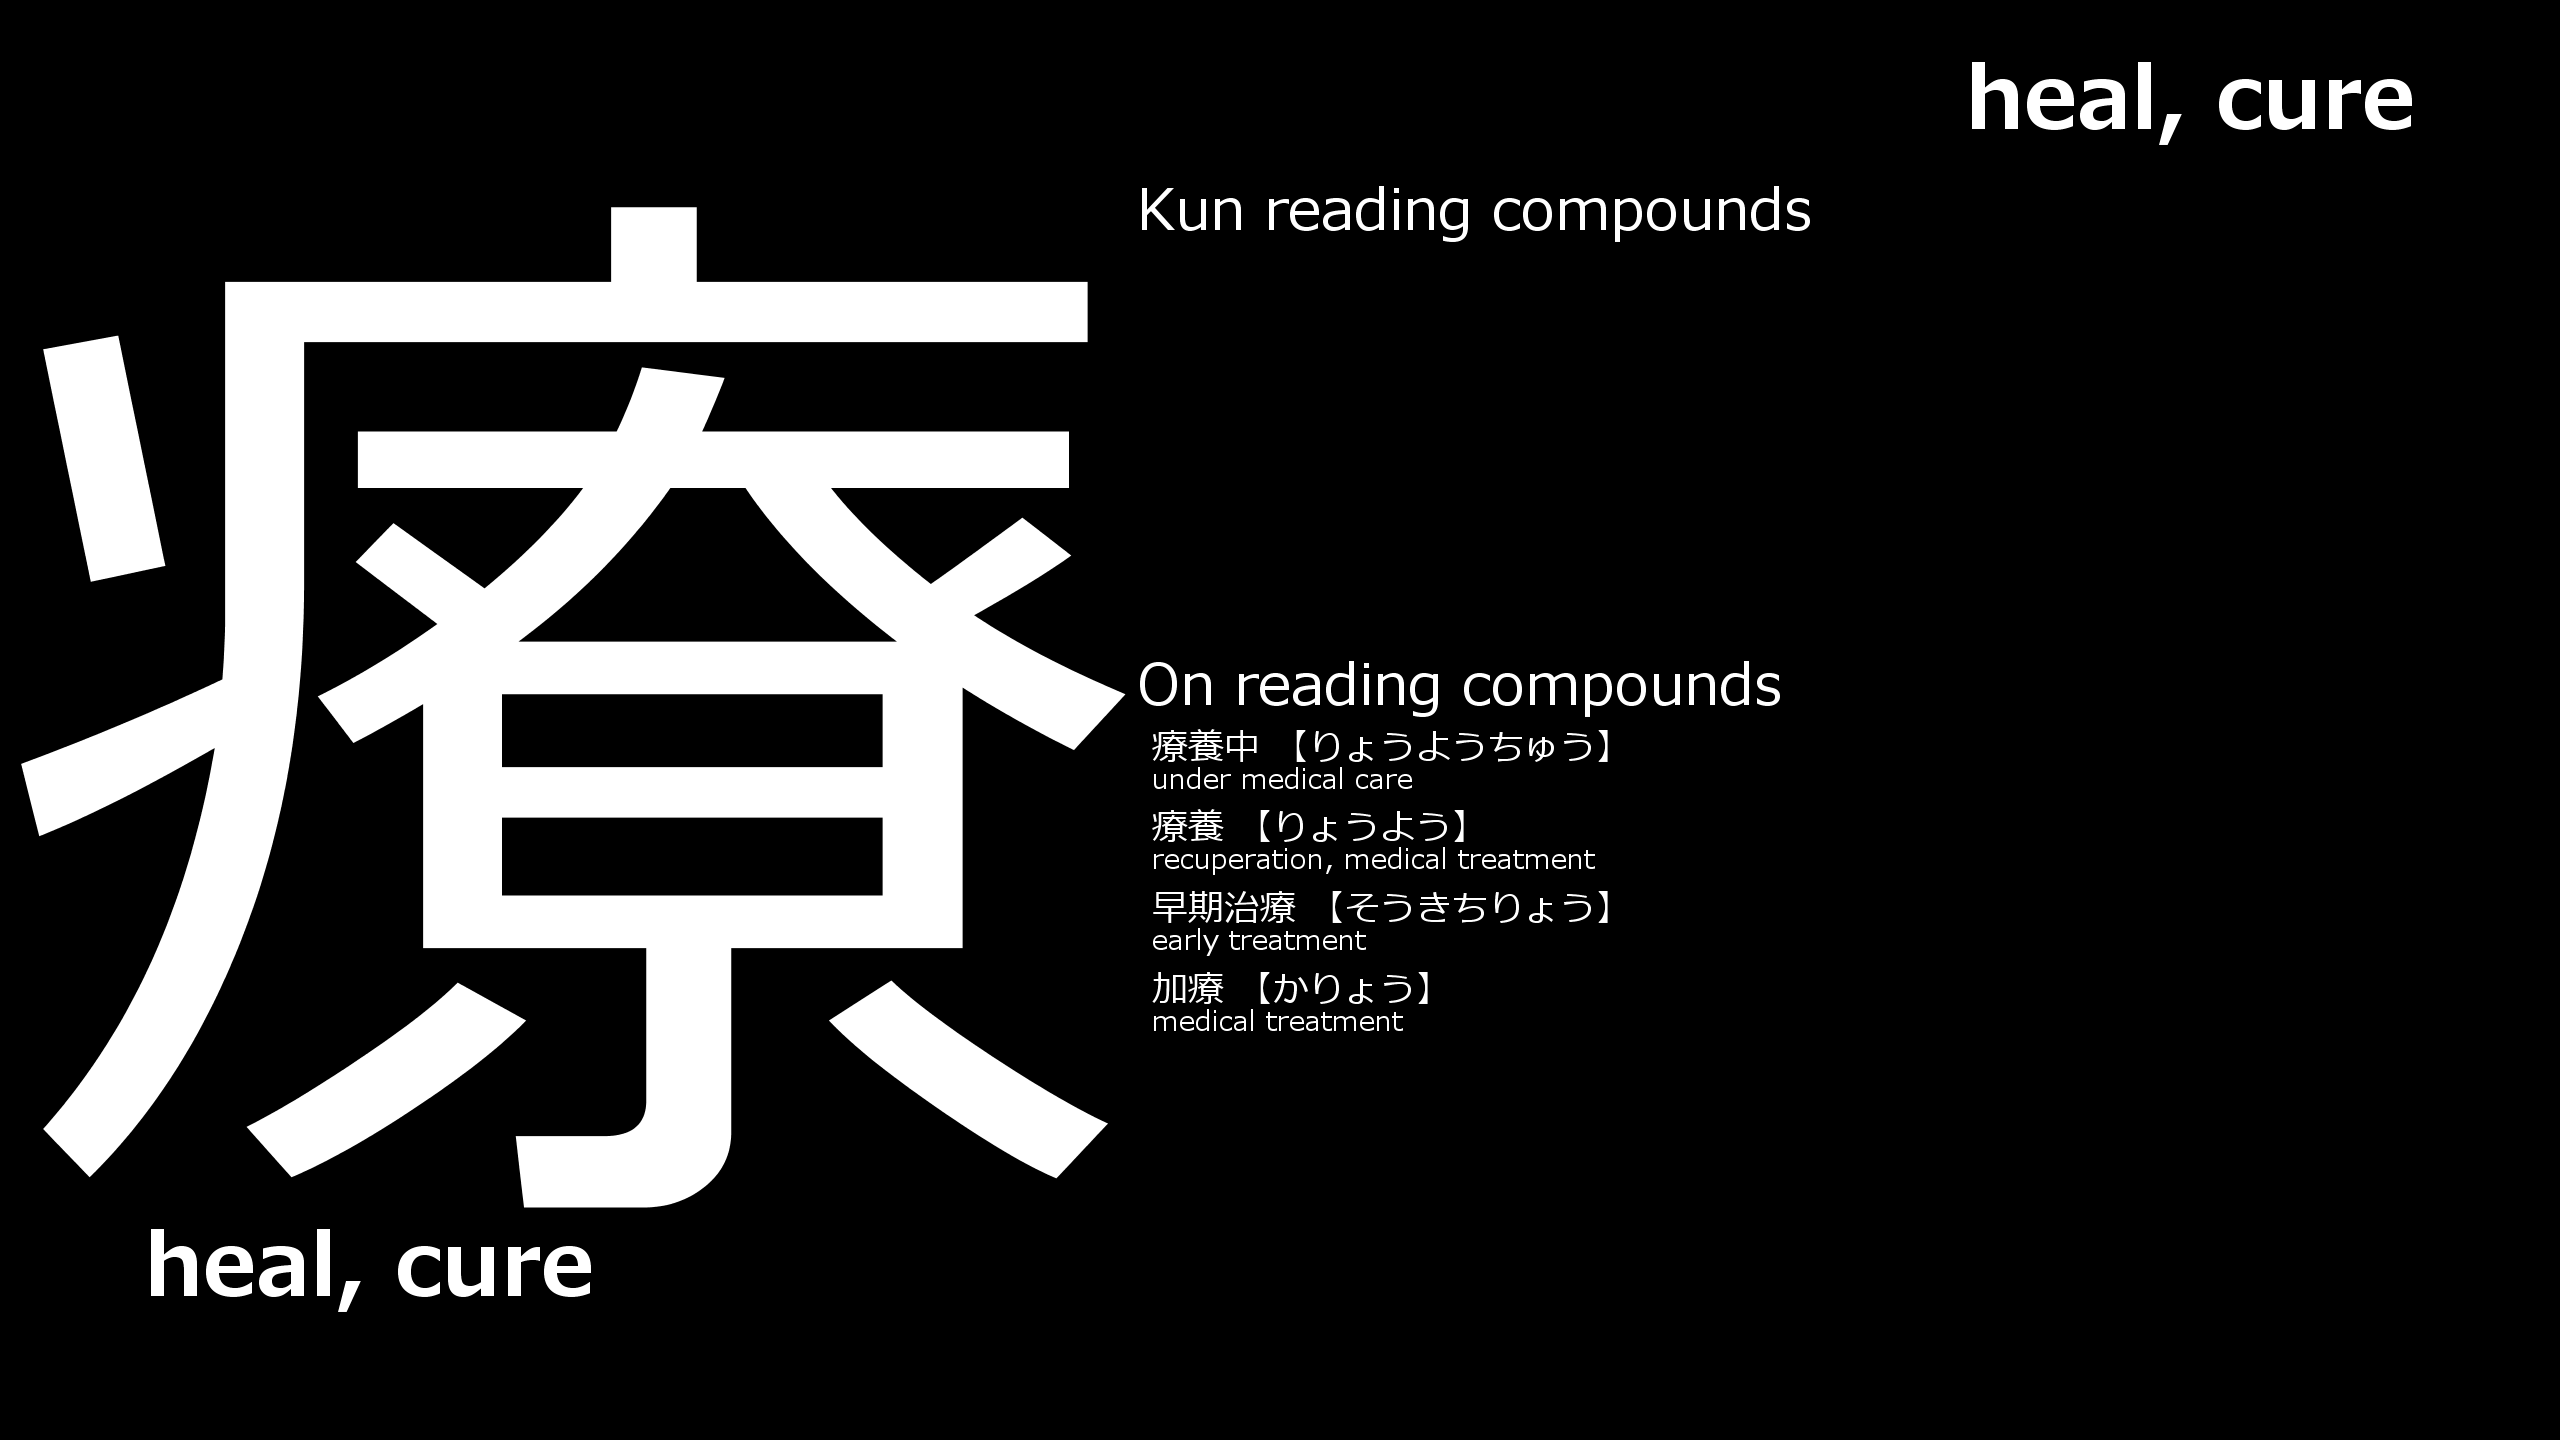 heal, cure
療
Kun reading compounds
On reading compounds
療養中 【りょうようちゅう】
under medical care
療養 【りょうよう】
recuperation, medical treatment
早期治療 【そうきちりょう】
early treatment
加療 【かりょう】
medical treatment
heal, cure